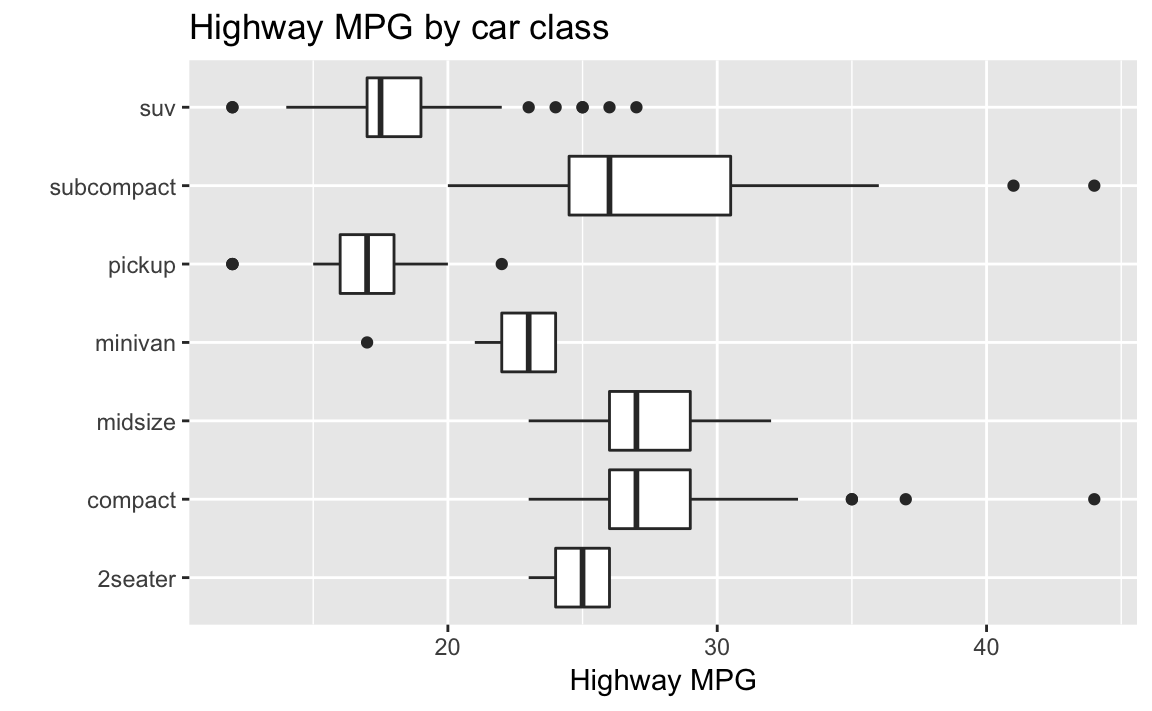 Highway MPG by car class
suv
subcompact
pickup
minivan
midsize
compact
2seater
20 30 40
Highway MPG